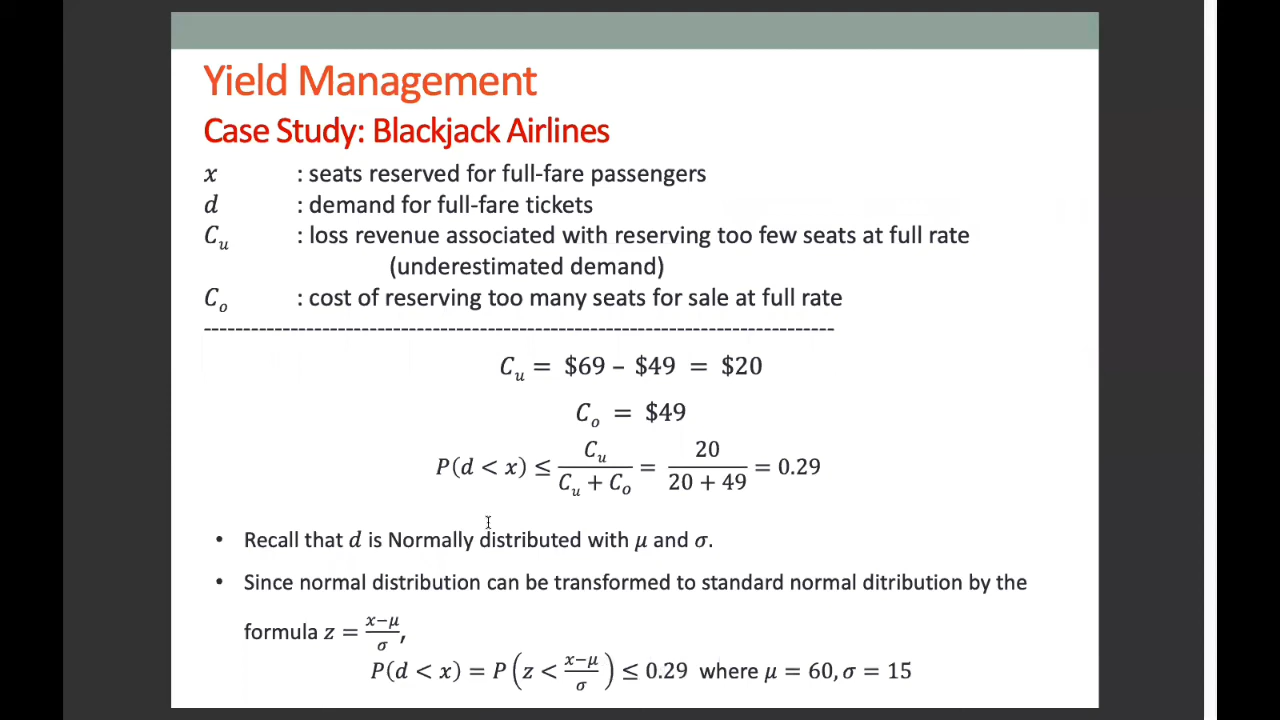 Yield Management
Case Study: Blackjack Airlines
x : seats reserved for full-fare passengers
d : demand for full-fare tickets
C_u : loss revenue associated with reserving too few seats at full rate
(underestimated demand)
C_o : cost of reserving too many seats for sale at full rate
--------------------------------------------------------------------------------
C_u = $69 – $49 = $20
C_o = $49
P(d < x) ≤ C_u / (C_u + C_o) = 20 / (20 + 49) = 0.29
• Recall that d is Normally distributed with μ and σ.
• Since normal distribution can be transformed to standard normal ditribution by the
formula z = (x−μ)/σ,
P(d < x) = P(z < (x−μ)/σ) ≤ 0.29 where μ = 60, σ = 15